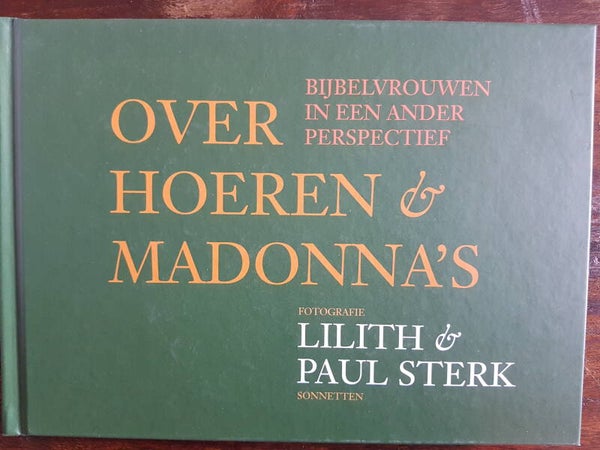 BIJBELVROUWEN
IN EEN ANDER
PERSPECTIEF
OVER
HOEREN &
MADONNA'S
FOTOGRAFIE
LILITH &
PAUL STERK
SONNETTEN